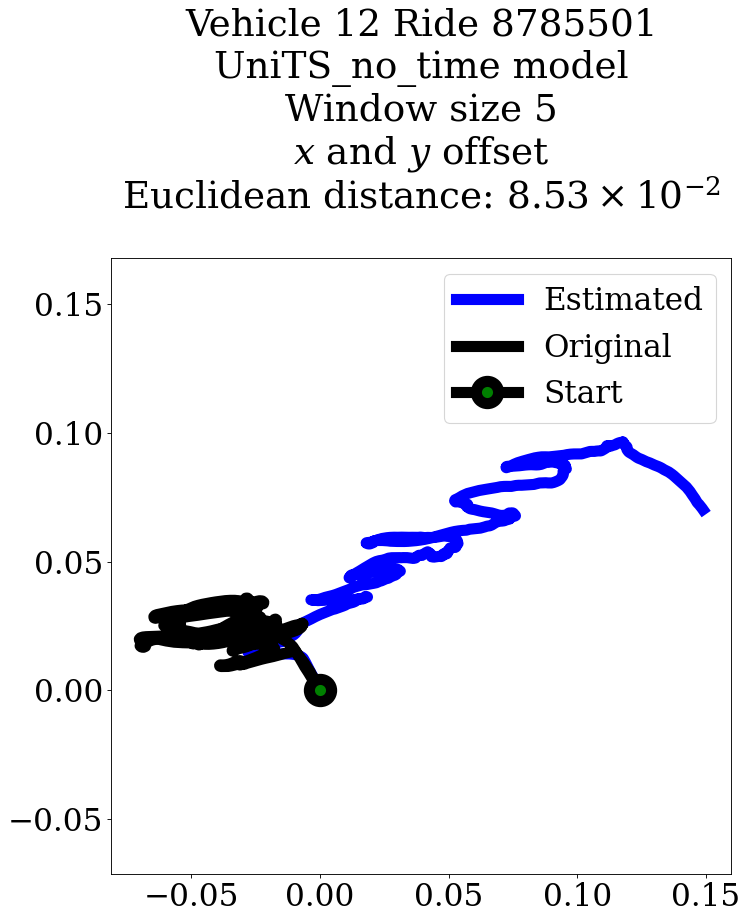 Vehicle 12 Ride 8785501
UniTS_no_time model
Window size 5
x and y offset
Euclidean distance: 8.53 × 10⁻²
Estimated
Original
Start
0.15
0.10
0.05
0.00
−0.05
−0.05 0.00 0.05 0.10 0.15